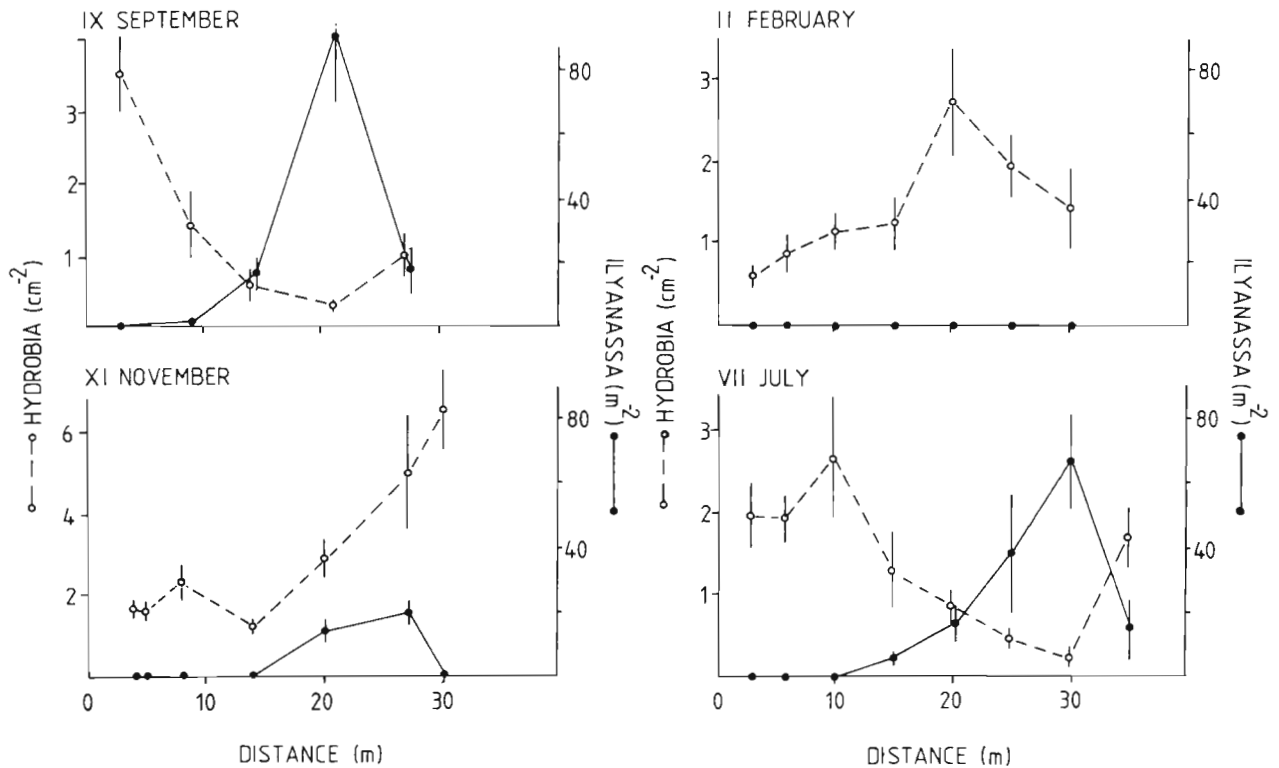 IX SEPTEMBER
3
2
1
80
40
II FEBRUARY
3
2
1
80
40
HYDROBIA (cm-2)
ILYANASSA (m-2)
HYDROBIA (cm-2)
ILYANASSA (m-2)
XI NOVEMBER
6
4
2
80
40
0 10 20 30
DISTANCE (m)
VII JULY
3
2
1
80
40
0 10 20 30
DISTANCE (m)